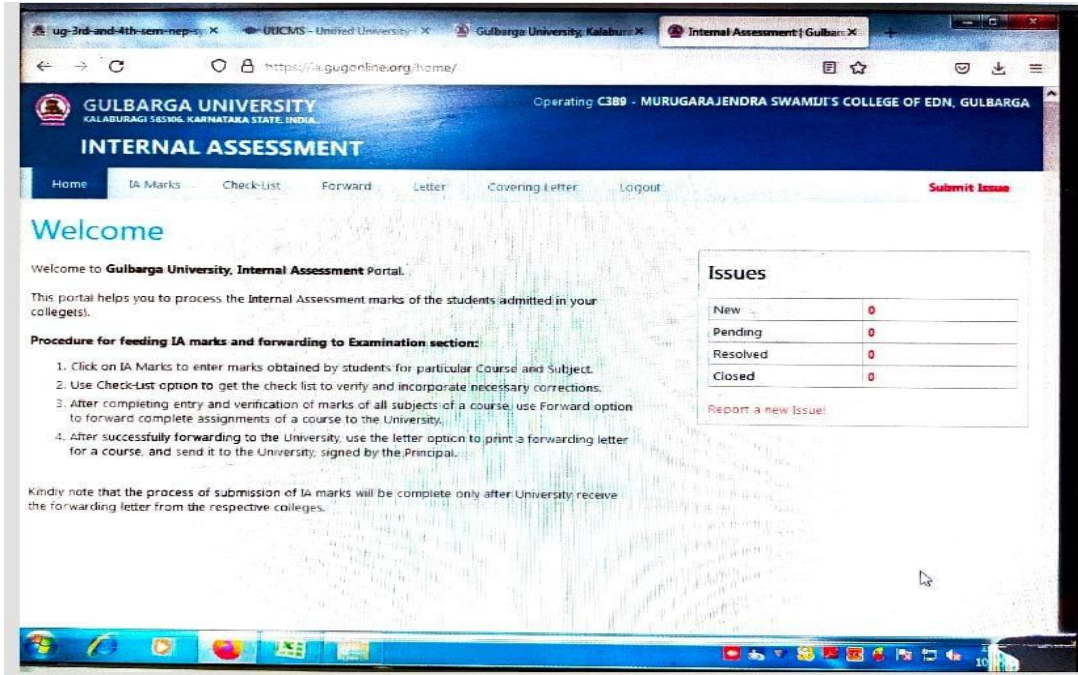 ug-3rd-and-4th-sem-nep-sy
UUCMS - Unified University
Gulbarga University, Kalabura
Internal Assessment | Gulbarg
https://ia.gugonline.org/home/
GULBARGA UNIVERSITY
KALABURAGI 585106. KARNATAKA STATE. INDIA.
Operating C389 - MURUGARAJENDRA SWAMIJI'S COLLEGE OF EDN, GULBARGA
INTERNAL ASSESSMENT
Home IA Marks Check-List Forward Letter Covering Letter Logout Submit Issue
Welcome
Welcome to Gulbarga University, Internal Assessment Portal.
This portal helps you to process the Internal Assessment marks of the students admitted in your
college(s).
Procedure for feeding IA marks and forwarding to Examination section:
1. Click on IA Marks to enter marks obtained by students for particular Course and Subject.
2. Use Check-List option to get the check list to verify and incorporate necessary corrections.
3. After completing entry and verification of marks of all subjects of a course, use Forward option
to forward complete assignments of a course to the University.
4. After successfully forwarding to the University, use the letter option to print a forwarding letter
for a course, and send it to the University, signed by the Principal.
Kindly note that the process of submission of IA marks will be complete only after University receive
the forwarding letter from the respective colleges.
Issues
New 0
Pending 0
Resolved 0
Closed 0
Report a new Issue!